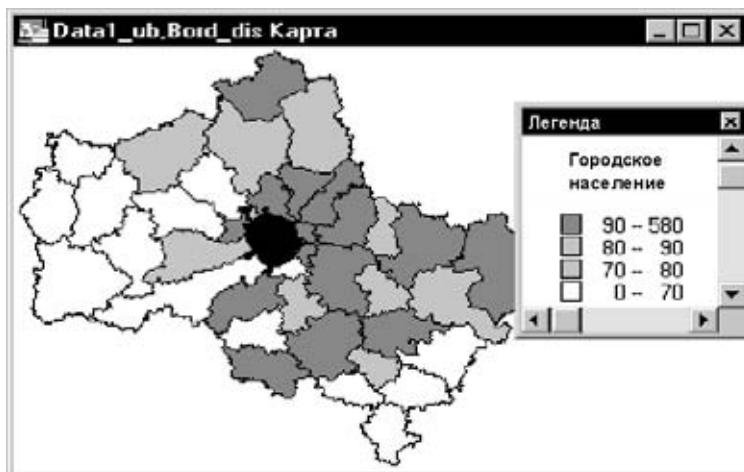 Data1_ub,Bord_dis Карта
Легенда
Городское
население
90 -- 580
80 -- 90
70 -- 80
0 -- 70